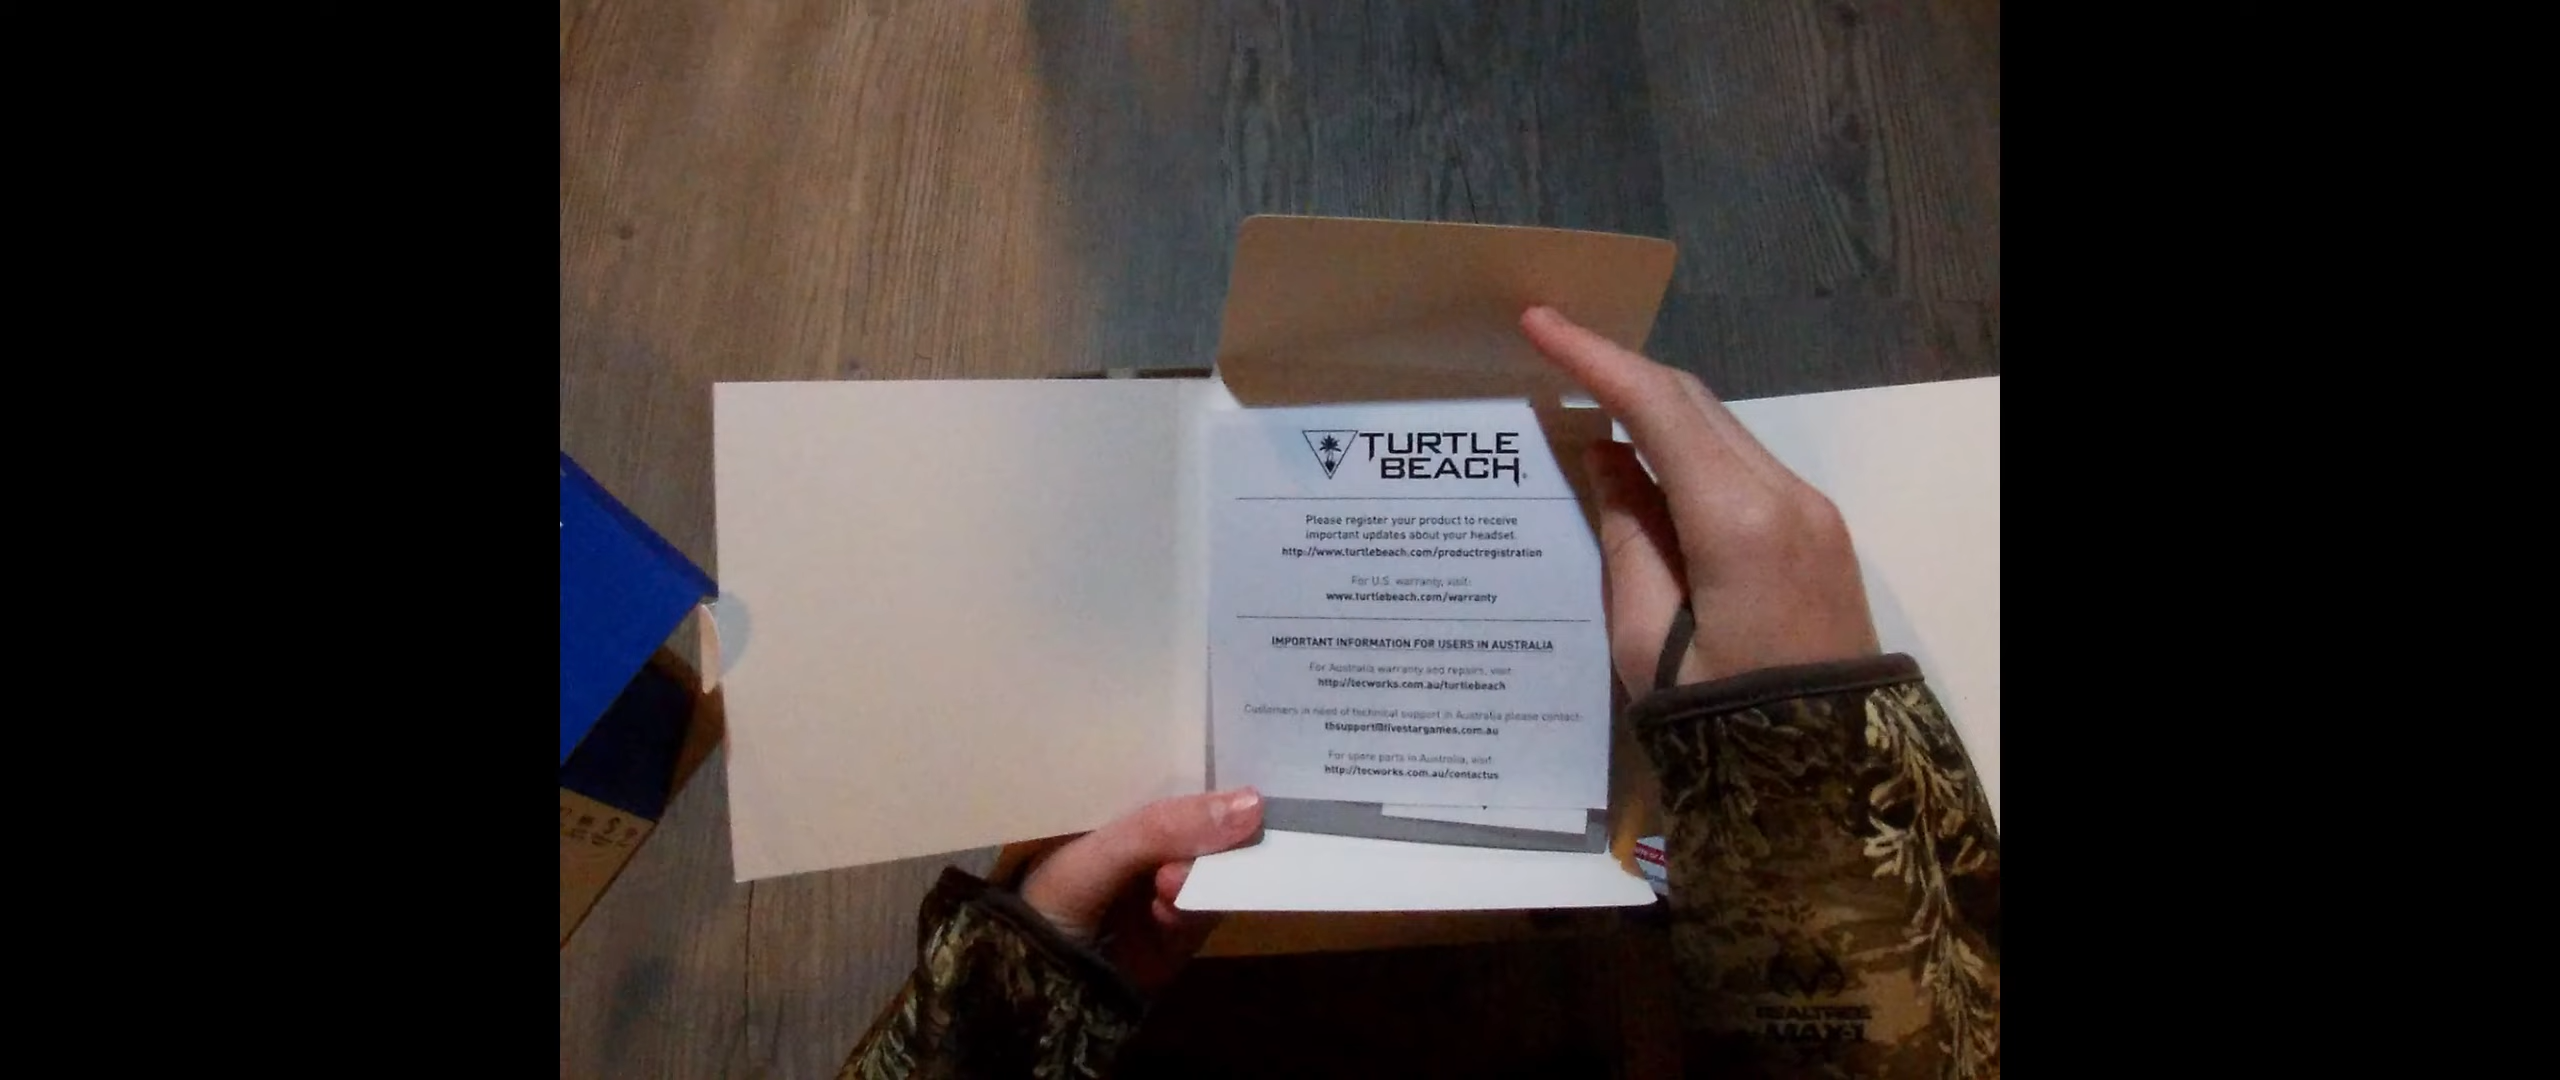 TURTLE
BEACH
Please register your product to receive
important updates about your headset.
http://www.turtlebeach.com/productregistration
For U.S. warranty, visit:
www.turtlebeach.com/warranty
IMPORTANT INFORMATION FOR USERS IN AUSTRALIA
For Australia warranty and repairs, visit:
http://tecworks.com.au/turtlebeach
Customers in need of technical support in Australia please contact:
tbsupport@fivestargames.com.au
For spare parts in Australia, visit:
http://tecworks.com.au/contactus
REALTREE
MAX-1